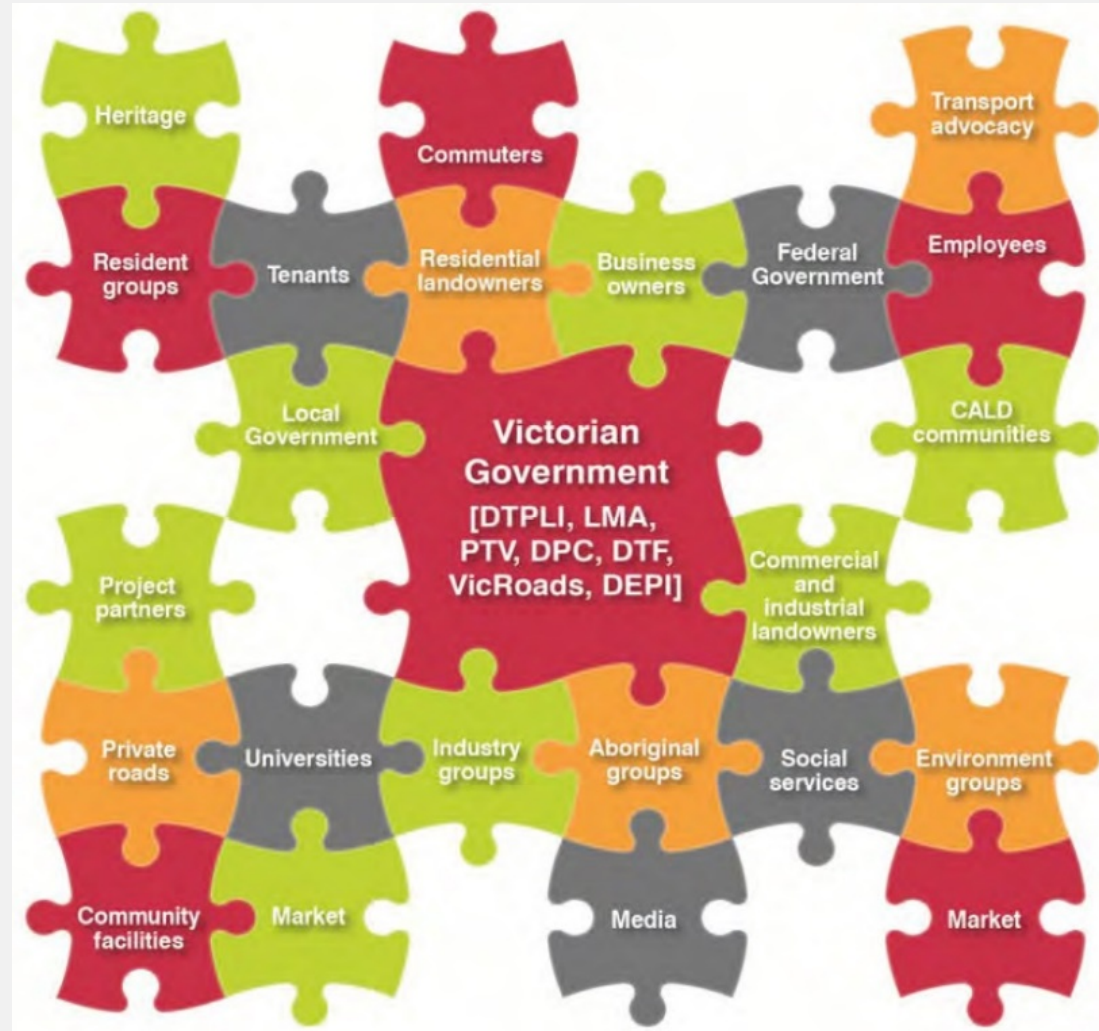 Heritage
Commuters
Transport
advocacy
Resident
groups
Tenants
Residential
landowners
Business
owners
Federal
Government
Employees
Local
Government
Victorian
Government
[DTPLI, LMA,
PTV, DPC, DTF,
VicRoads, DEPI]
CALD
communities
Project
partners
Commercial
and
industrial
landowners
Private
roads
Universities
Industry
groups
Aboriginal
groups
Social
services
Environment
groups
Community
facilities
Market
Media
Market